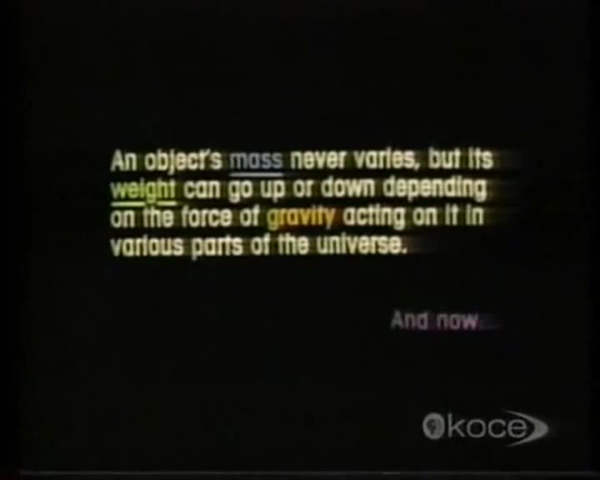 An object's mass never varies, but its
weight can go up or down depending
on the force of gravity acting on it in
various parts of the universe.
And now...
koce